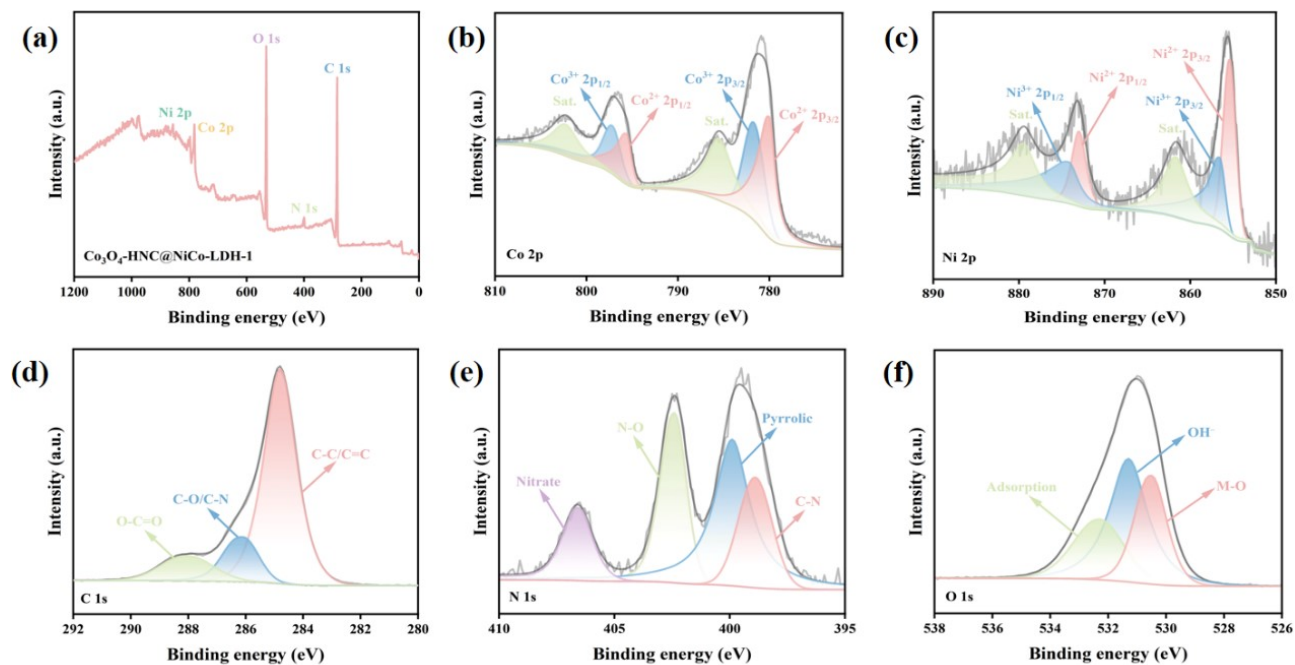 (a)
O 1s
C 1s
Ni 2p
Co 2p
N 1s
Co₃O₄-HNC@NiCo-LDH-1
Intensity (a.u.)
1200 1000 800 600 400 200 0
Binding energy (eV)
(b)
Co³⁺ 2p₁/₂
Sat.
Co²⁺ 2p₁/₂
Co³⁺ 2p₃/₂
Sat.
Co²⁺ 2p₃/₂
Co 2p
Intensity (a.u.)
810 800 790 780
Binding energy (eV)
(c)
Ni²⁺ 2p₃/₂
Ni²⁺ 2p₁/₂
Ni³⁺ 2p₁/₂
Ni³⁺ 2p₃/₂
Sat.
Sat.
Ni 2p
Intensity (a.u.)
890 880 870 860 850
Binding energy (eV)
(d)
C-C/C=C
C-O/C-N
O-C=O
C 1s
Intensity (a.u.)
292 290 288 286 284 282 280
Binding energy (eV)
(e)
N-O
Pyrrolic
Nitrate
C-N
N 1s
Intensity (a.u.)
410 405 400 395
Binding energy (eV)
(f)
OH⁻
Adsorption
M-O
O 1s
Intensity (a.u.)
538 536 534 532 530 528 526
Binding energy (eV)